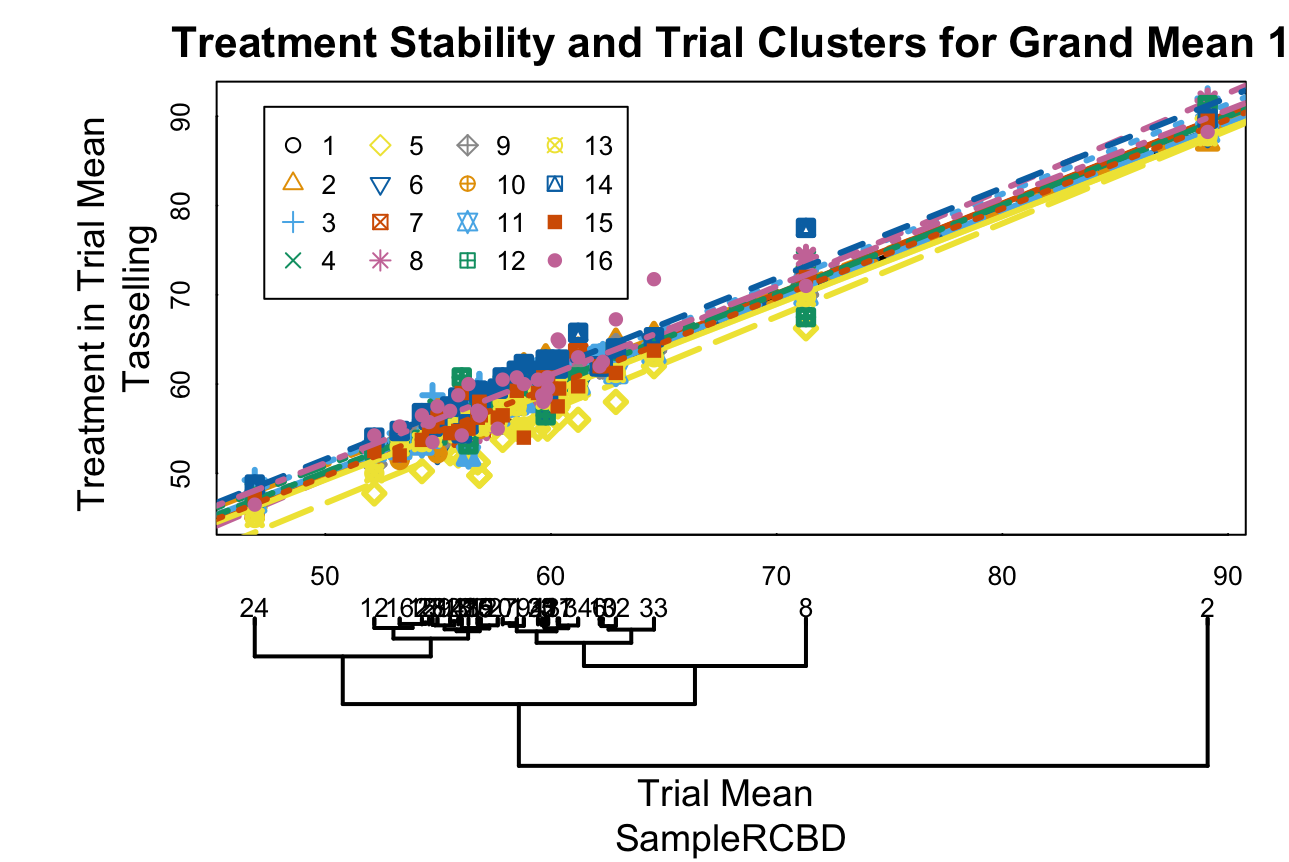 Treatment Stability and Trial Clusters for Grand Mean 1
Treatment in Trial Mean
Tasselling
90
80
70
60
50
1 5 9 13
2 6 10 14
3 7 11 15
4 8 12 16
50 60 70 80 90
24 12 33 8 2
Trial Mean
SampleRCBD